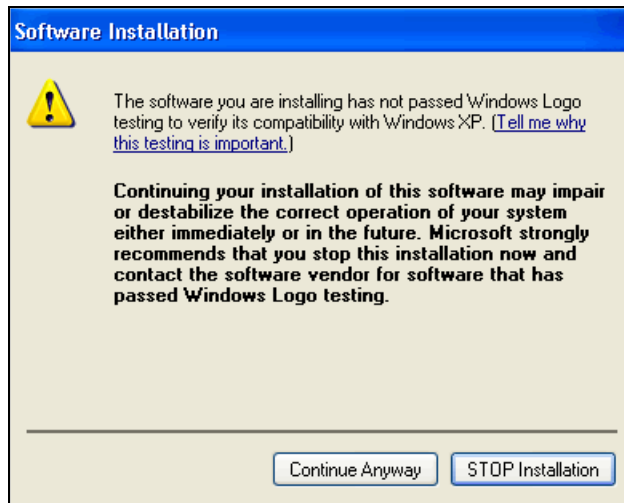 Software Installation
The software you are installing has not passed Windows Logo
testing to verify its compatibility with Windows XP. (Tell me why
this testing is important.)
Continuing your installation of this software may impair
or destabilize the correct operation of your system
either immediately or in the future. Microsoft strongly
recommends that you stop this installation now and
contact the software vendor for software that has
passed Windows Logo testing.
Continue Anyway
STOP Installation